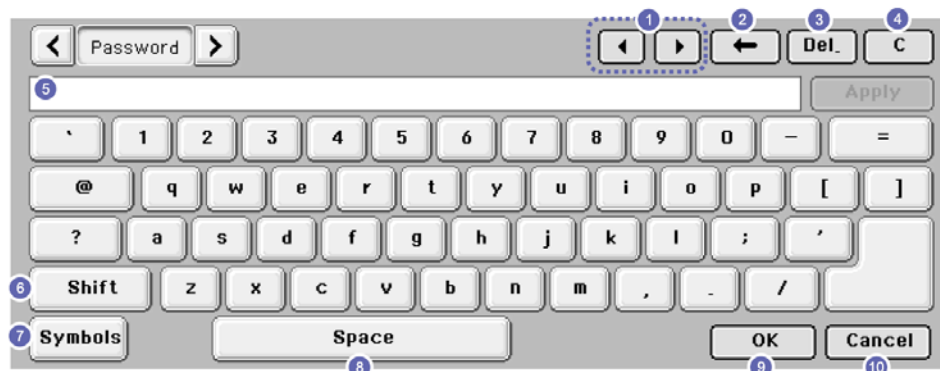 1 2 3 4
< Password > ← Del_ C
5 Apply
` 1 2 3 4 5 6 7 8 9 0 - =
@ q w e r t y u i o p [ ]
? a s d f g h j k l ; ′
6 Shift z x c v b n m , . /
7 Symbols Space
8 OK Cancel
9 10